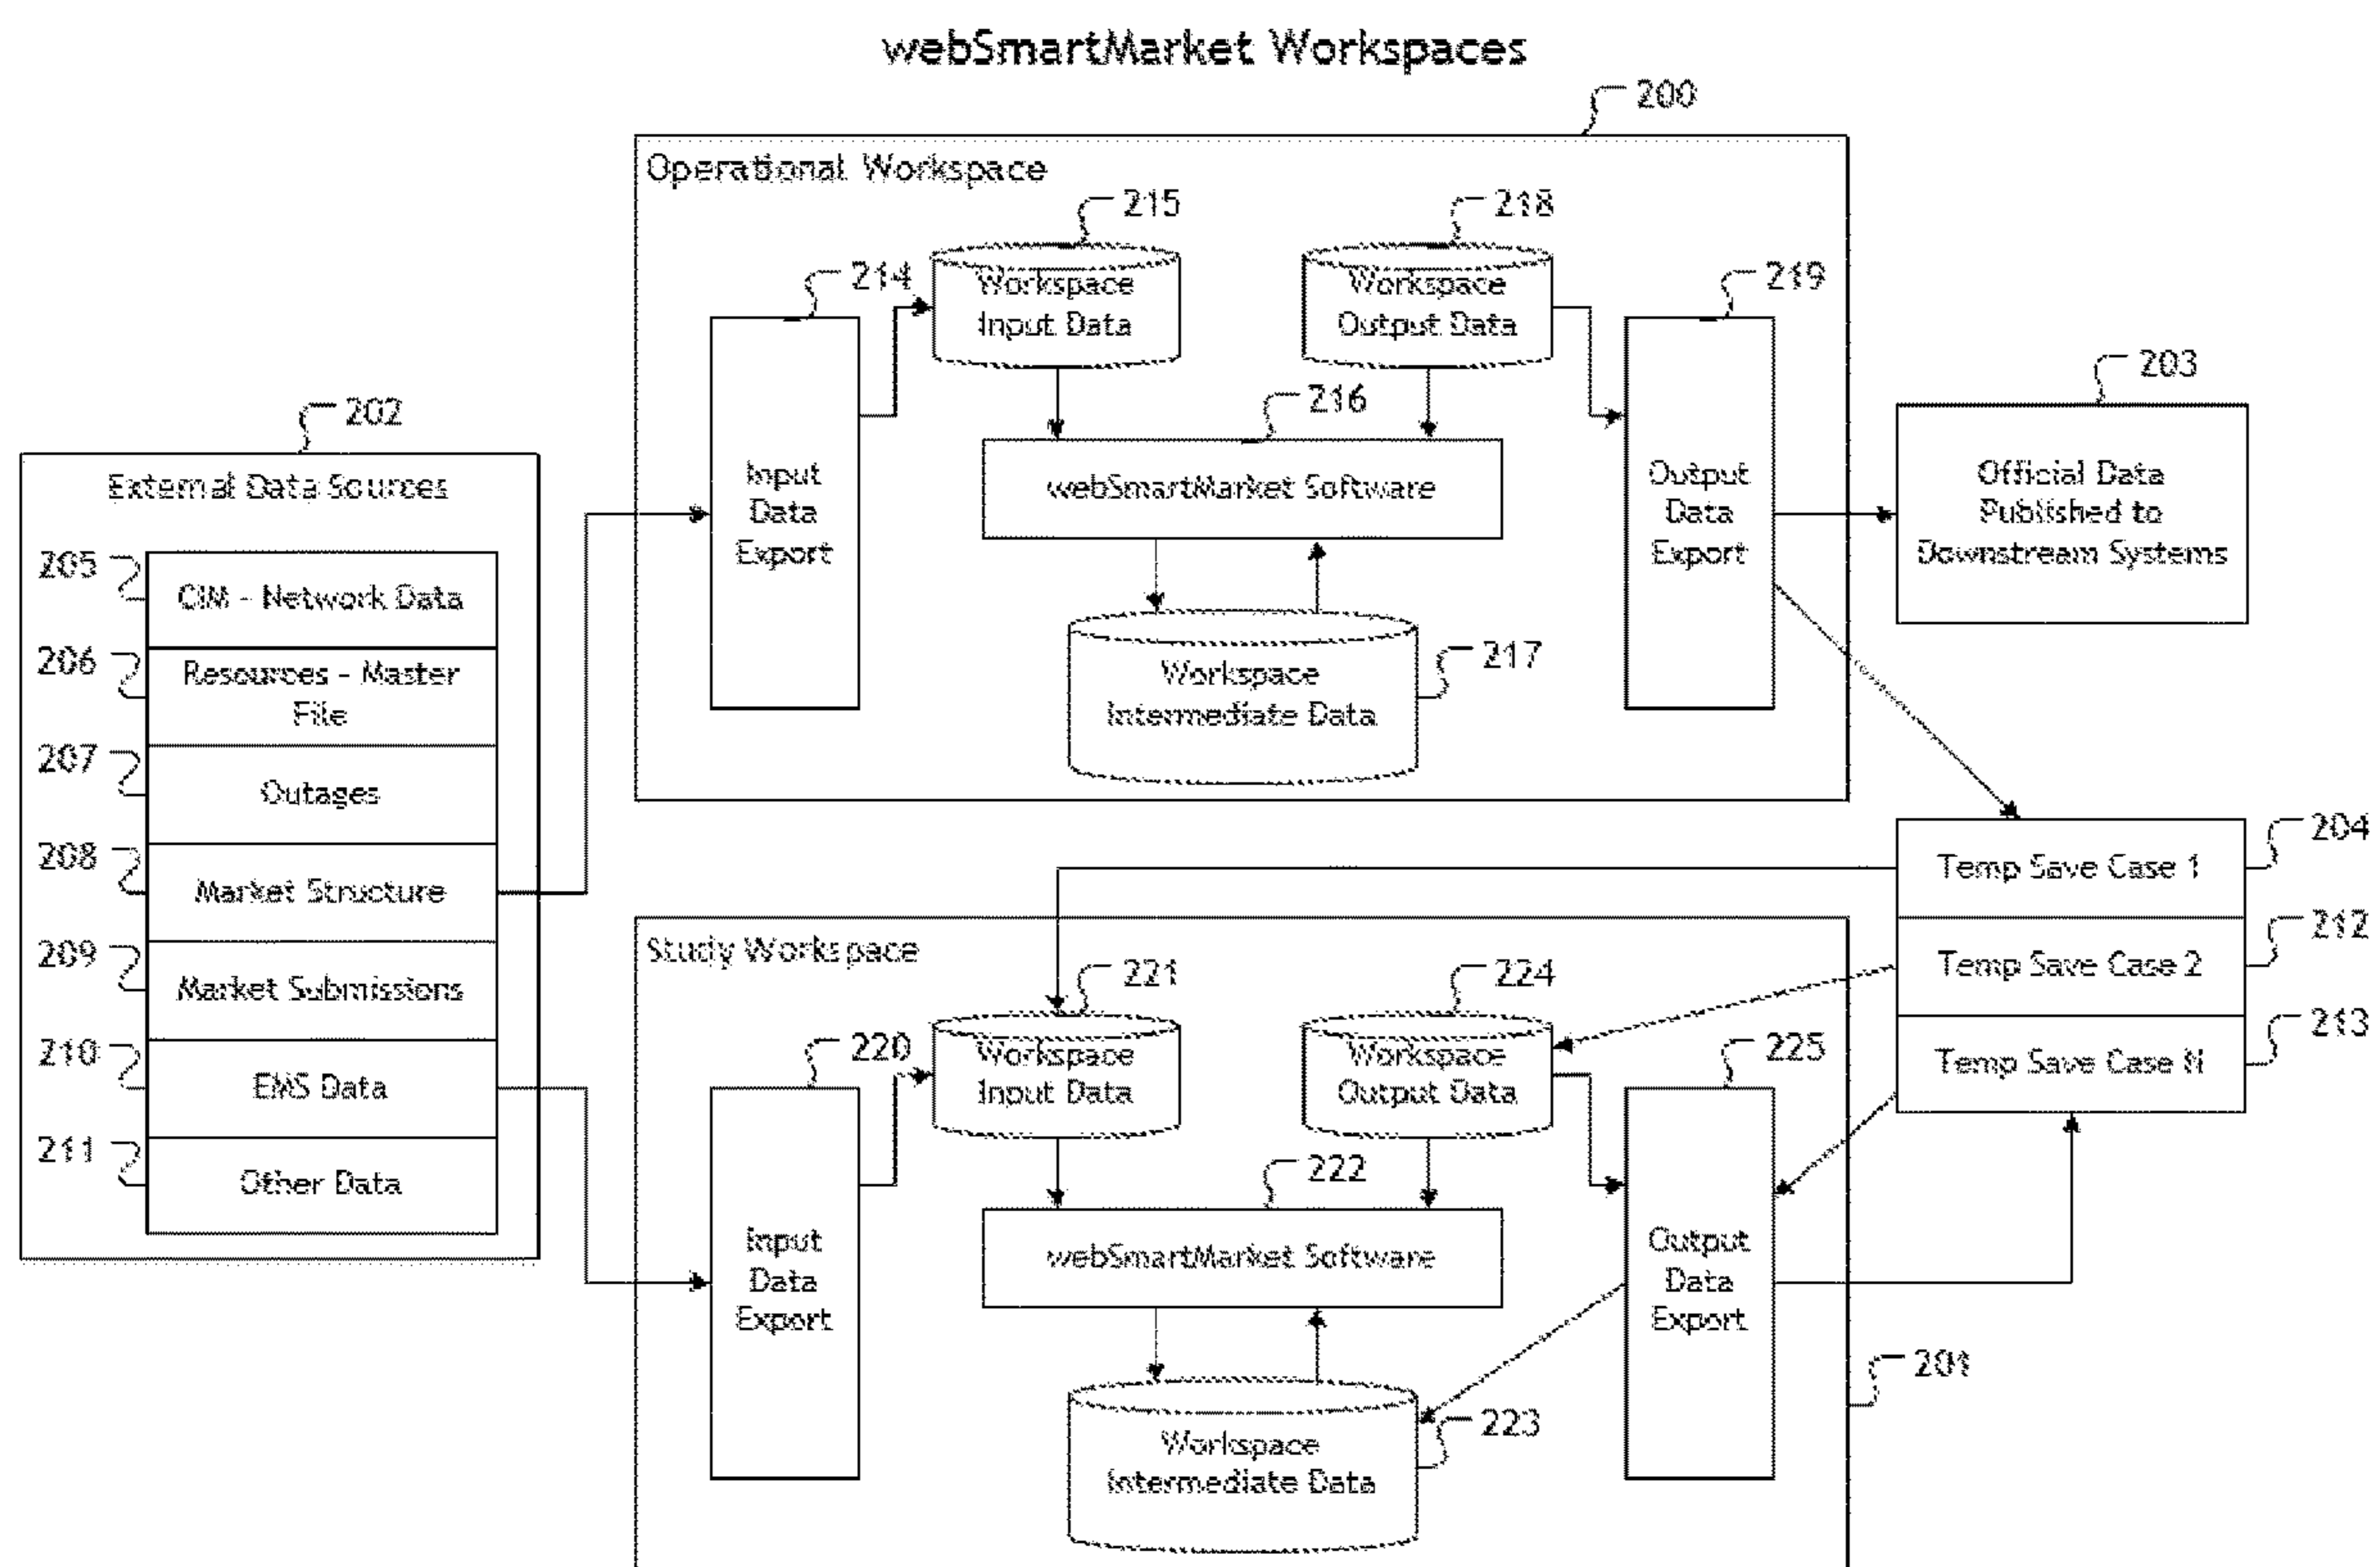 webSmartMarket Workspaces
200
Operational Workspace
215
218
214
Workspace
Input Data
Workspace
Output Data
219
203
202
216
External Data Sources
Input
Data
Export
webSmartMarket Software
Output
Data
Export
Official Data
Published to
Downstream Systems
205
CIM - Network Data
206
Resources - Master
File
217
Workspace
Intermediate Data
207
Outages
208
Market Structure
204
Temp Save Case 1
209
Market Submissions
Study Workspace
212
Temp Save Case 2
221
224
213
Temp Save Case N
210
EMS Data
220
Workspace
Input Data
Workspace
Output Data
225
211
Other Data
222
Input
Data
Export
webSmartMarket Software
Output
Data
Export
201
223
Workspace
Intermediate Data